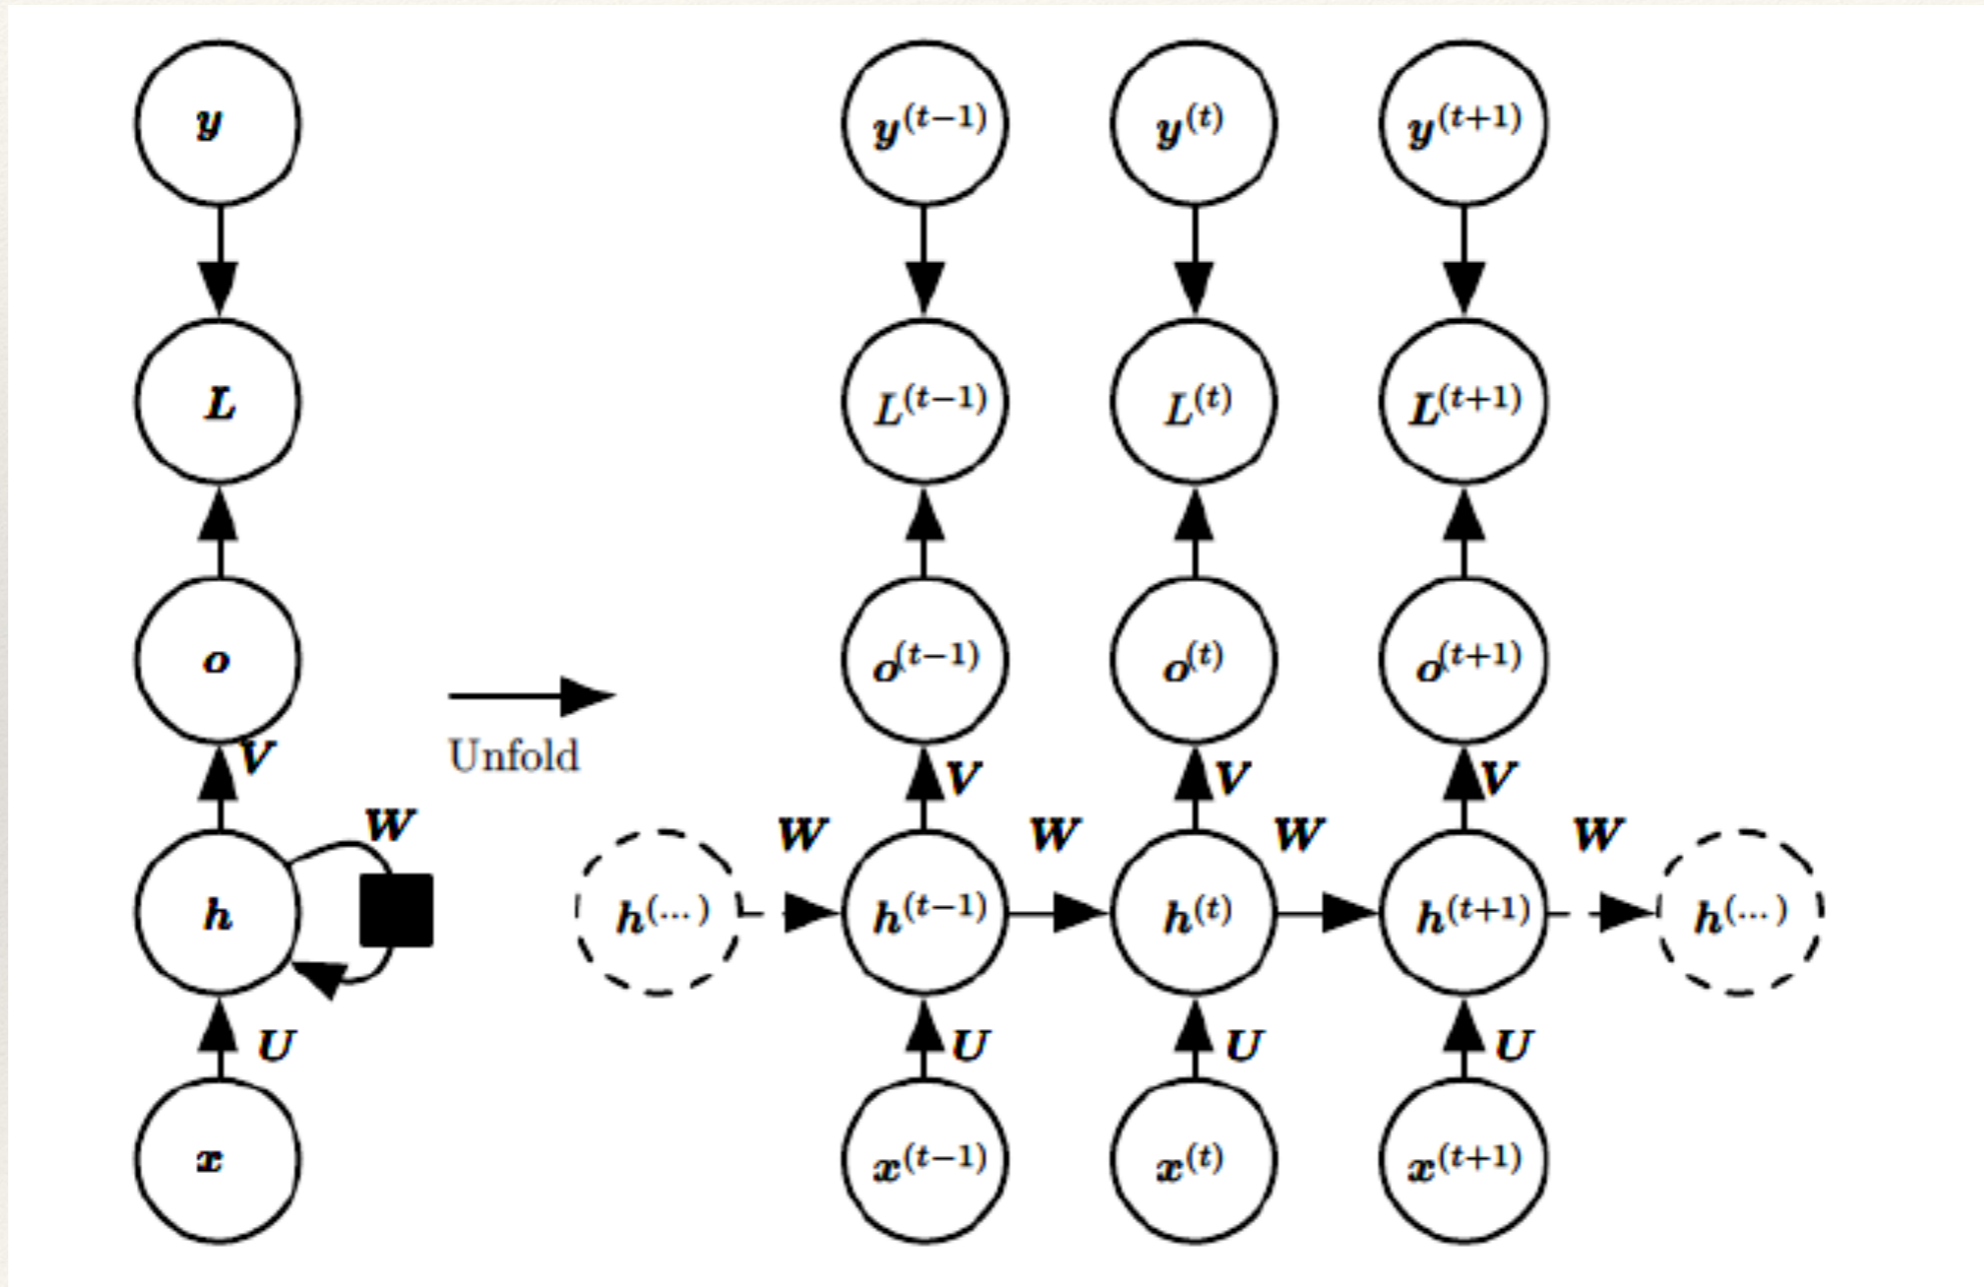 y y^(t−1) y^(t) y^(t+1)
L L^(t−1) L^(t) L^(t+1)
o o^(t−1) o^(t) o^(t+1)
Unfold
V V V V
W W W W W
h h^(...) h^(t−1) h^(t) h^(t+1) h^(...)
U U U U
x x^(t−1) x^(t) x^(t+1)